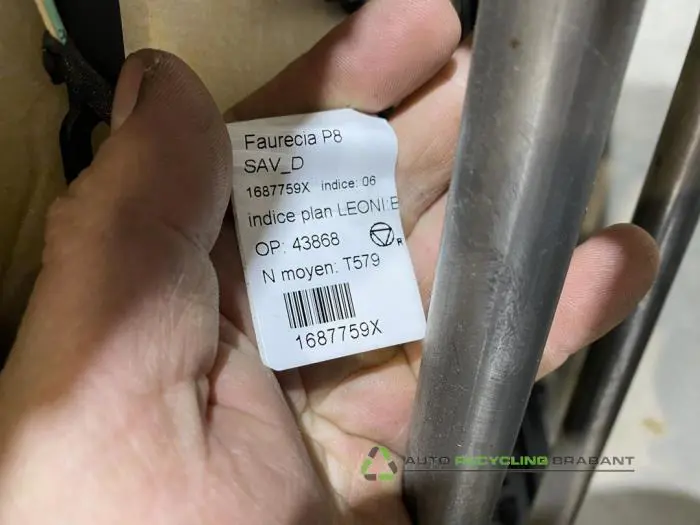 Faurecia P8
SAV_D
1687759X indice: 06
indice plan LEONI:E
OP: 43868 R
N moyen: T579
1687759X
AUTO RECYCLING BRABANT